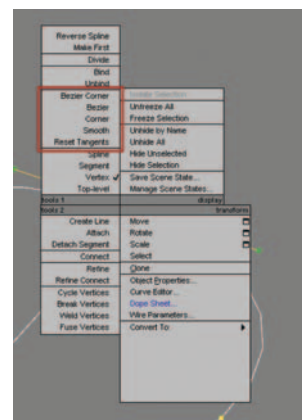 Reverse Spline
Make First
Divide
Bind
Unbind
Bezier Corner
Bezier
Corner
Smooth
Reset Tangents
Spline
Segment
Vertex ✓
Top-level
tools 1
Unfreeze All
Freeze Selection
Unhide by Name
Unhide All
Hide Unselected
Hide Selection
Save Scene State...
Manage Scene States...
display
tools 2
Create Line
Attach
Detach Segment
Connect
Refine
Refine Connect
Cycle Vertices
Break Vertices
Weld Vertices
Fuse Vertices
transform
Move
Rotate
Scale
Select
Clone
Object Properties...
Curve Editor...
Dope Sheet...
Wire Parameters...
Convert To: